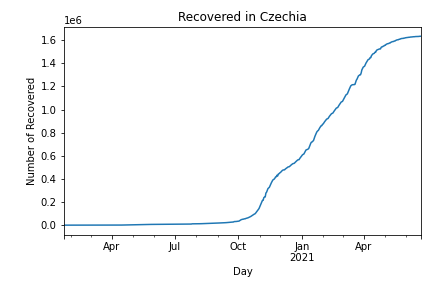 Recovered in Czechia
1e6
1.6
1.4
1.2
1.0
0.8
0.6
0.4
0.2
0.0
Number of Recovered
Apr Jul Oct Jan Apr
2021
Day